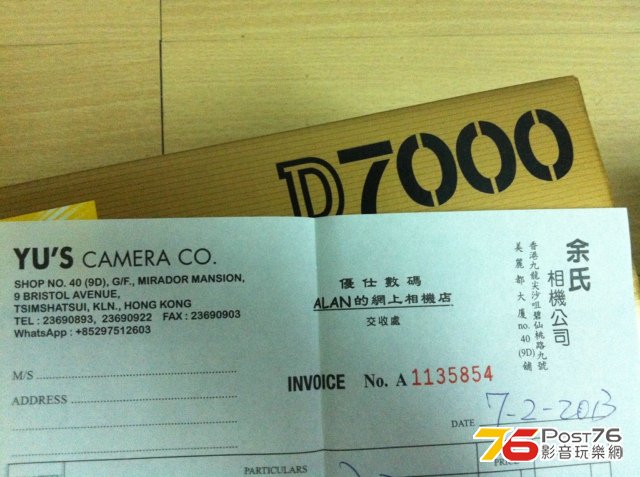 D7000
YU'S CAMERA CO.
SHOP NO. 40 (9D), G/F., MIRADOR MANSION,
9 BRISTOL AVENUE,
TSIMSHATSUI, KLN., HONG KONG
TEL : 23690893, 23690922 FAX : 23690903
WhatsApp : +85297512603
優仕數碼
ALAN的網上相機店
交收處
余氏
相機公司
香港九龍尖沙咀碧仙桃路九號
美麗都大厦no. 40 (9D)舖
M/S
ADDRESS
INVOICE No. A 1135854
DATE 7-2-2013
PARTICULARS
PRICE
76 Post76
影音玩樂網